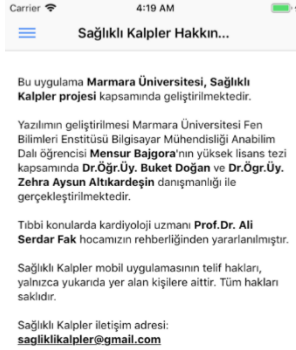 Carrier 4:19 AM
Sağlıklı Kalpler Hakkın...
Bu uygulama Marmara Üniversitesi, Sağlıklı
Kalpler projesi kapsamında geliştirilmektedir.
Yazılımın geliştirilmesi Marmara Üniversitesi Fen
Bilimleri Enstitüsü Bilgisayar Mühendisliği Anabilim
Dalı öğrencisi Mensur Bajgora'nın yüksek lisans tezi
kapsamında Dr.Öğr.Üy. Buket Doğan ve Dr.Ögr.Üy.
Zehra Aysun Altıkardeşin danışmanlığı ile
gerçekleştirilmektedir.
Tıbbi konularda kardiyoloji uzmanı Prof.Dr. Ali
Serdar Fak hocamızın rehberliğinden yararlanılmıştır.
Sağlıklı Kalpler mobil uygulamasının telif hakları,
yalnızca yukarıda yer alan kişilere aittir. Tüm hakları
saklıdır.
Sağlıklı Kalpler iletişim adresi:
sagliklikalpler@gmail.com